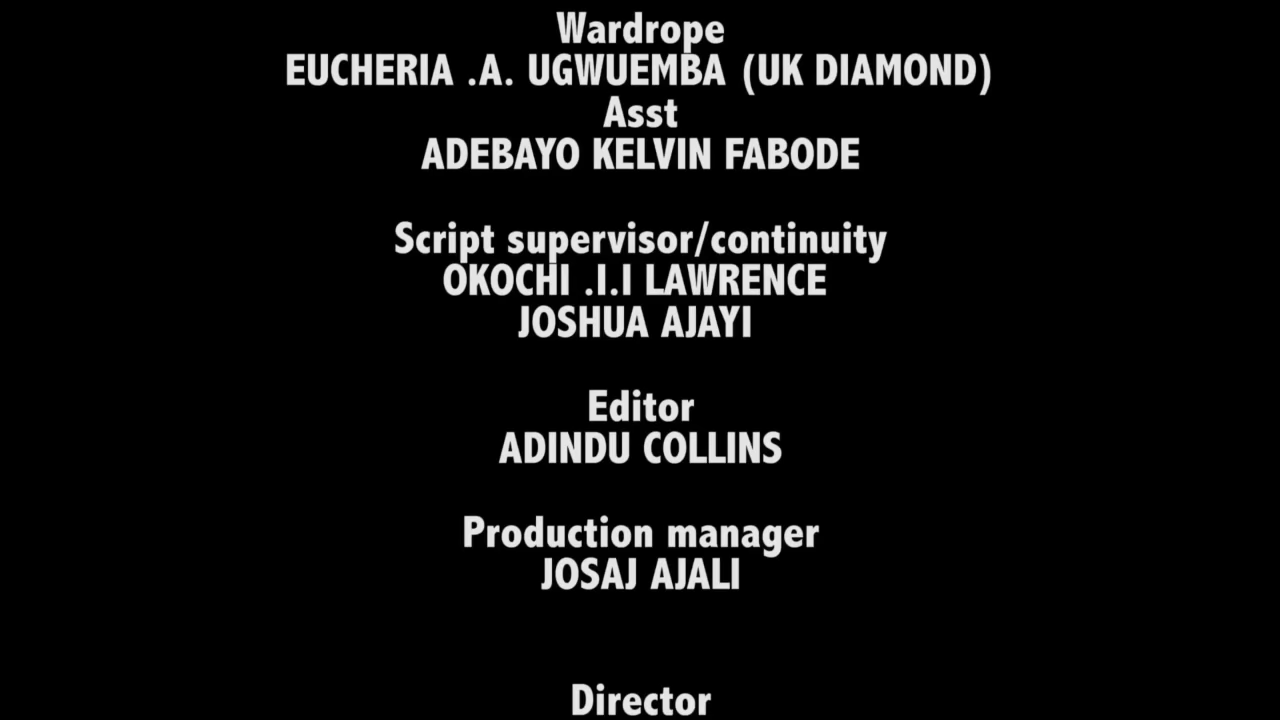 Wardrope
EUCHERIA .A. UGWUEMBA (UK DIAMOND)
Asst
ADEBAYO KELVIN FABODE
Script supervisor/continuity
OKOCHI .I.I LAWRENCE
JOSHUA AJAYI
Editor
ADINDU COLLINS
Production manager
JOSAJ AJALI
Director